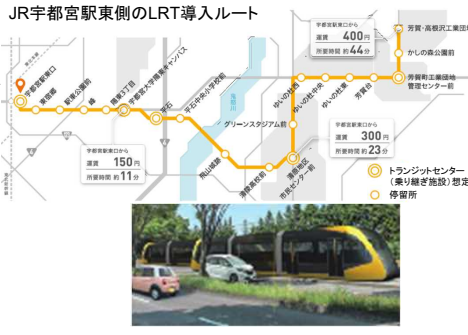 JR宇都宮駅東側のLRT導入ルート
宇都宮駅東口から
運賃 400円
所要時間 約44分
芳賀・高根沢工業団地
かしの森公園前
芳賀町工業団地
管理センター前
芳賀台
ゆいの杜東
ゆいの杜中央
ゆいの杜西
グリーンスタジアム前
宇都宮駅東口
東宿郷
駅東公園前
峰
陽東3丁目
宇都宮大学陽東キャンパス
平石
平石中央小学校前
飛山城跡
清陵高校前
清原地区
市民センター前
鬼怒川
宇都宮駅東口から
運賃 150円
所要時間 約11分
宇都宮駅東口から
運賃 300円
所要時間 約23分
トランジットセンター
(乗り継ぎ施設)想定
停留所